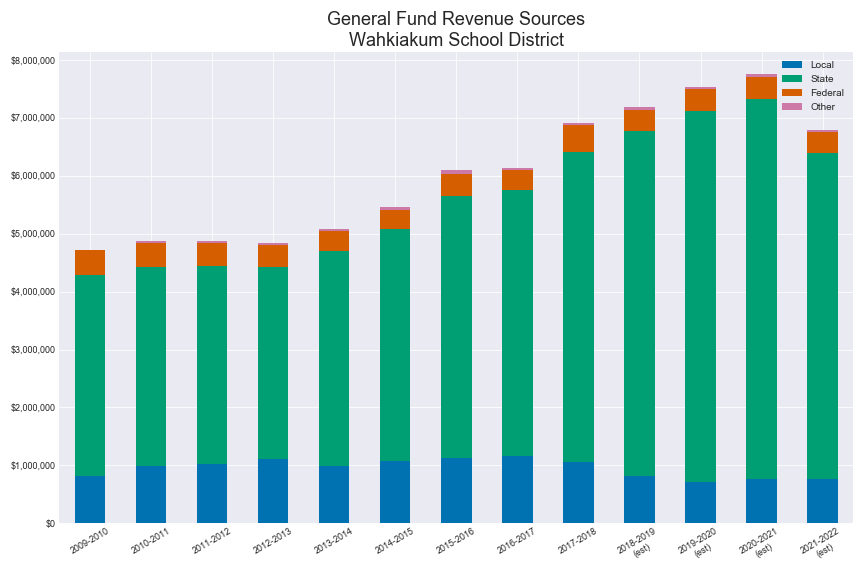 General Fund Revenue Sources
Wahkiakum School District
$8,000,000
$7,000,000
$6,000,000
$5,000,000
$4,000,000
$3,000,000
$2,000,000
$1,000,000
$0
Local
State
Federal
Other
2009-2010
2010-2011
2011-2012
2012-2013
2013-2014
2014-2015
2015-2016
2016-2017
2017-2018
2018-2019
(est)
2019-2020
(est)
2020-2021
(est)
2021-2022
(est)